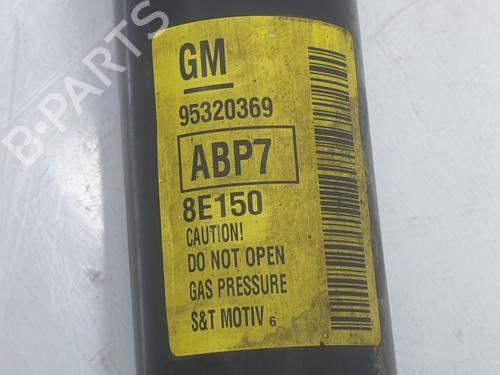 GM
95320369
ABP7
8E150
CAUTION!
DO NOT OPEN
GAS PRESSURE
S&T MOTIV 6
B-PARTS